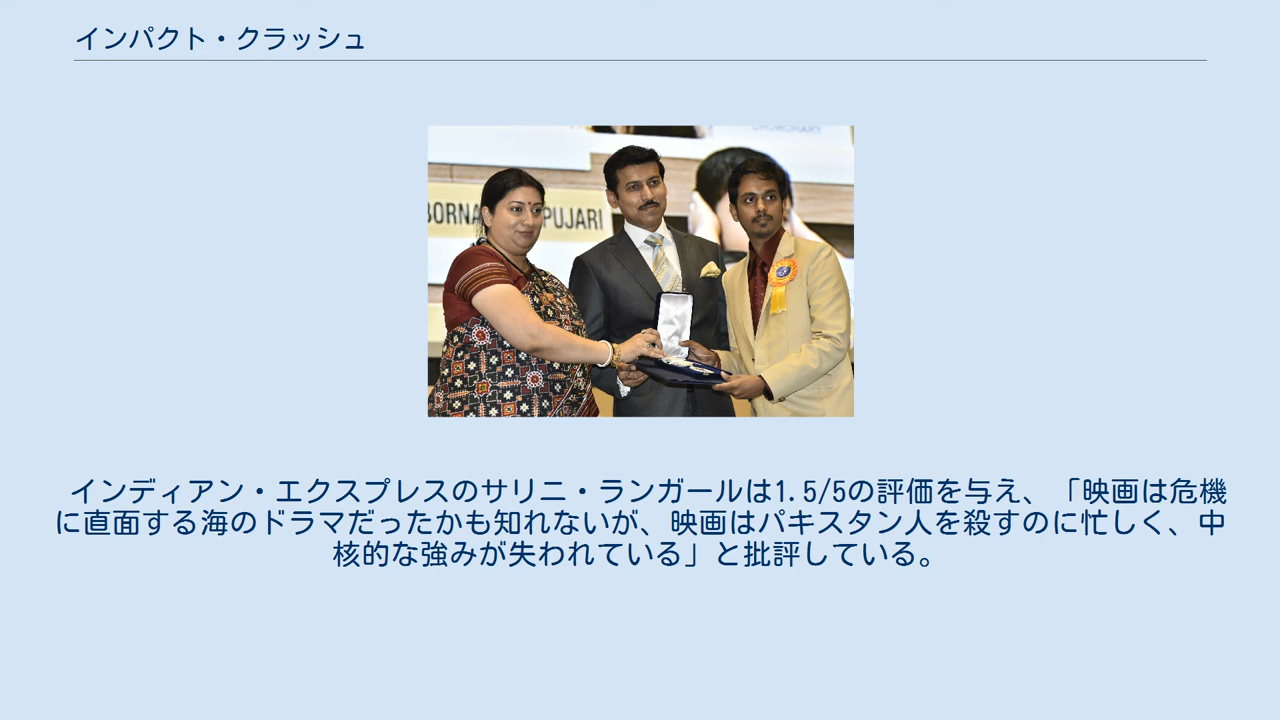 インパクト・クラッシュ
CHOWDHARY
BORNA PUJARI
インディアン・エクスプレスのサリニ・ランガールは1.5/5の評価を与え、「映画は危機
に直面する海のドラマだったかも知れないが、映画はパキスタン人を殺すのに忙しく、中
核的な強みが失われている」と批評している。